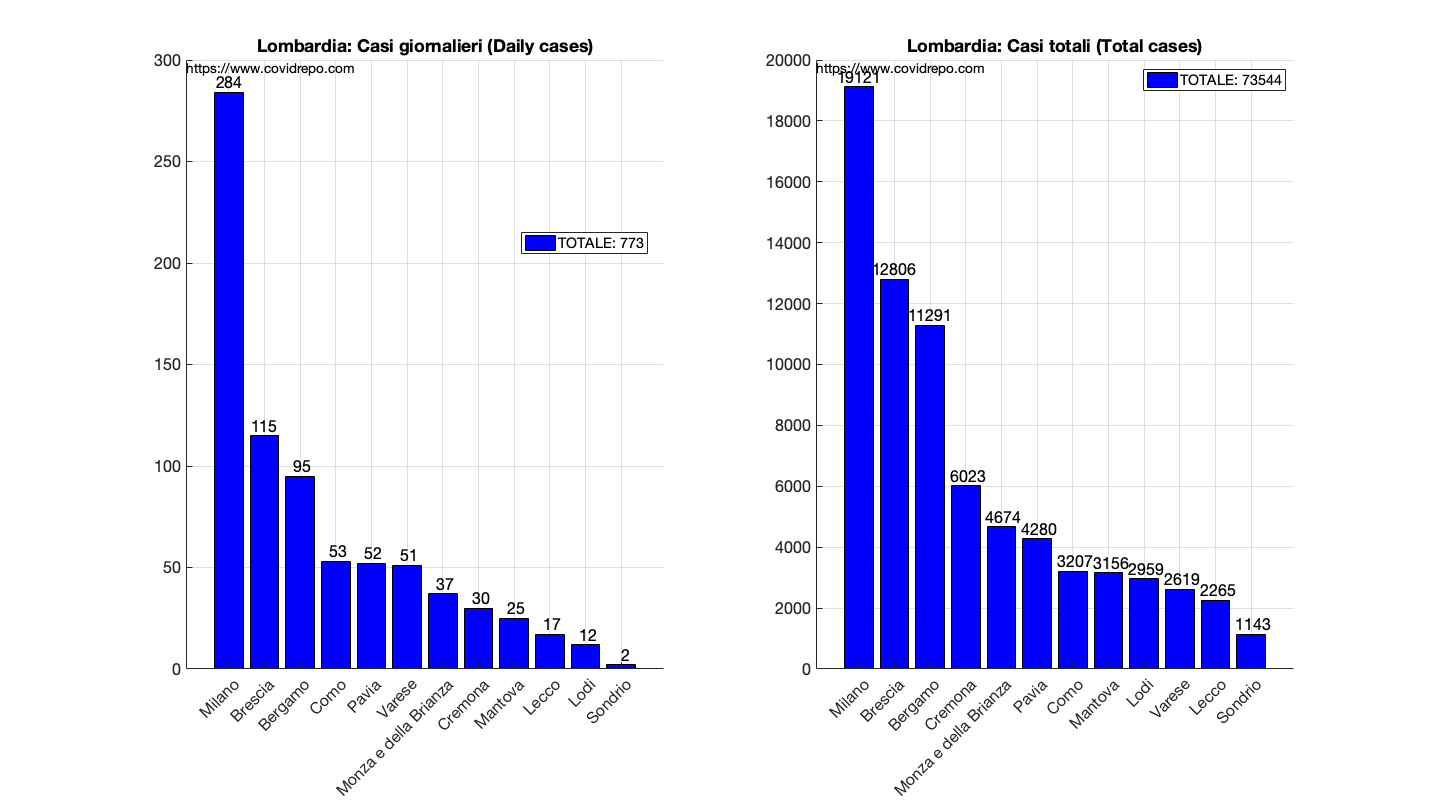 Lombardia: Casi giornalieri (Daily cases)
300
https://www.covidrepo.com
284
250
TOTALE: 773
200
150
115
100
95
53
52
51
50
37
30
25
17
12
2
0
Milano
Brescia
Bergamo
Como
Pavia
Varese
Monza e della Brianza
Cremona
Mantova
Lecco
Lodi
Sondrio
Lombardia: Casi totali (Total cases)
20000
https://www.covidrepo.com
19121
TOTALE: 73544
18000
16000
14000
12806
12000
11291
10000
8000
6023
6000
4674
4280
4000
3207
3156
2959
2619
2265
2000
1143
0
Milano
Brescia
Bergamo
Cremona
Monza e della Brianza
Pavia
Como
Mantova
Lodi
Varese
Lecco
Sondrio